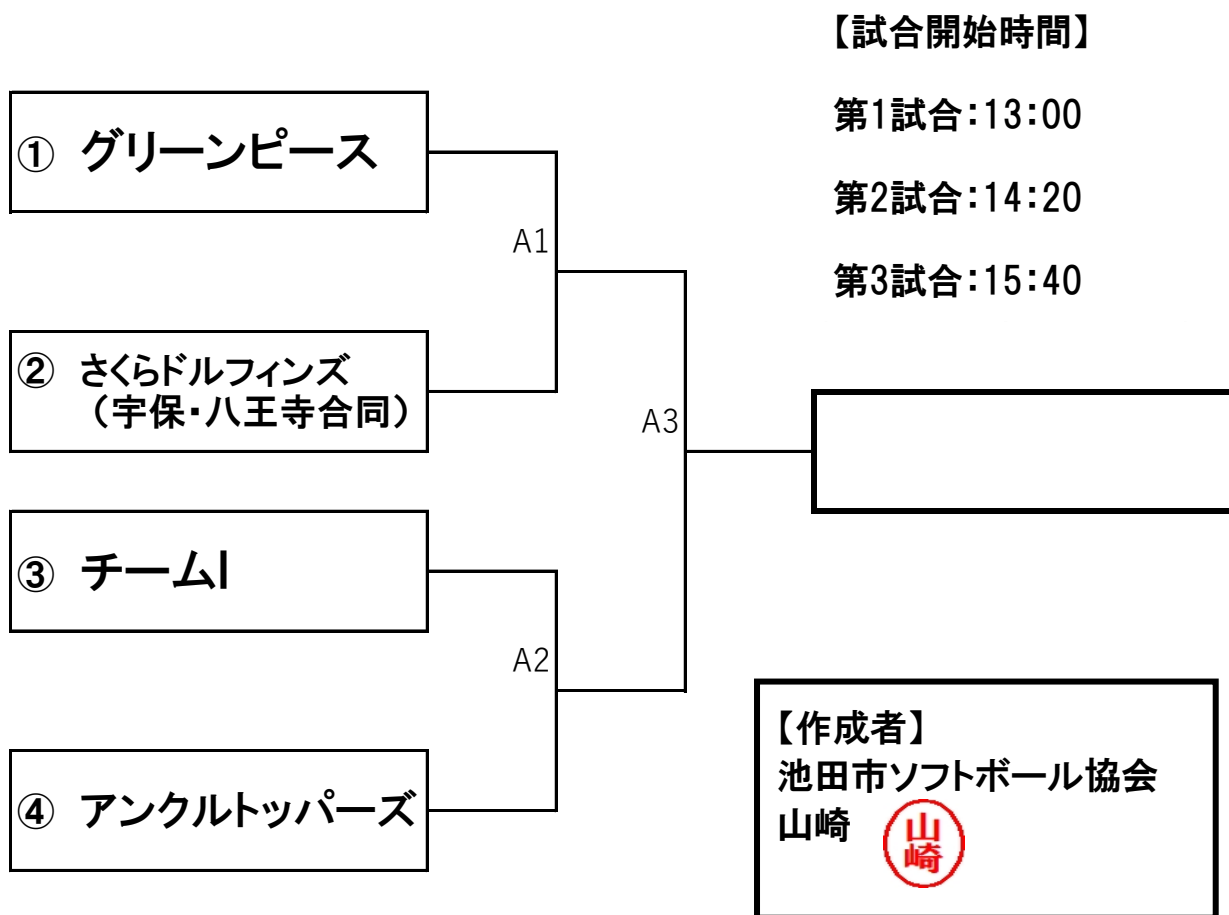 【試合開始時間】
第1試合：13：00
第2試合：14：20
第3試合：15：40
① グリーンピース
A1
② さくらドルフィンズ
（宇保・八王寺合同）
A3
③ チームI
A2
④ アンクルトッパーズ
【作成者】
池田市ソフトボール協会
山崎
山崎